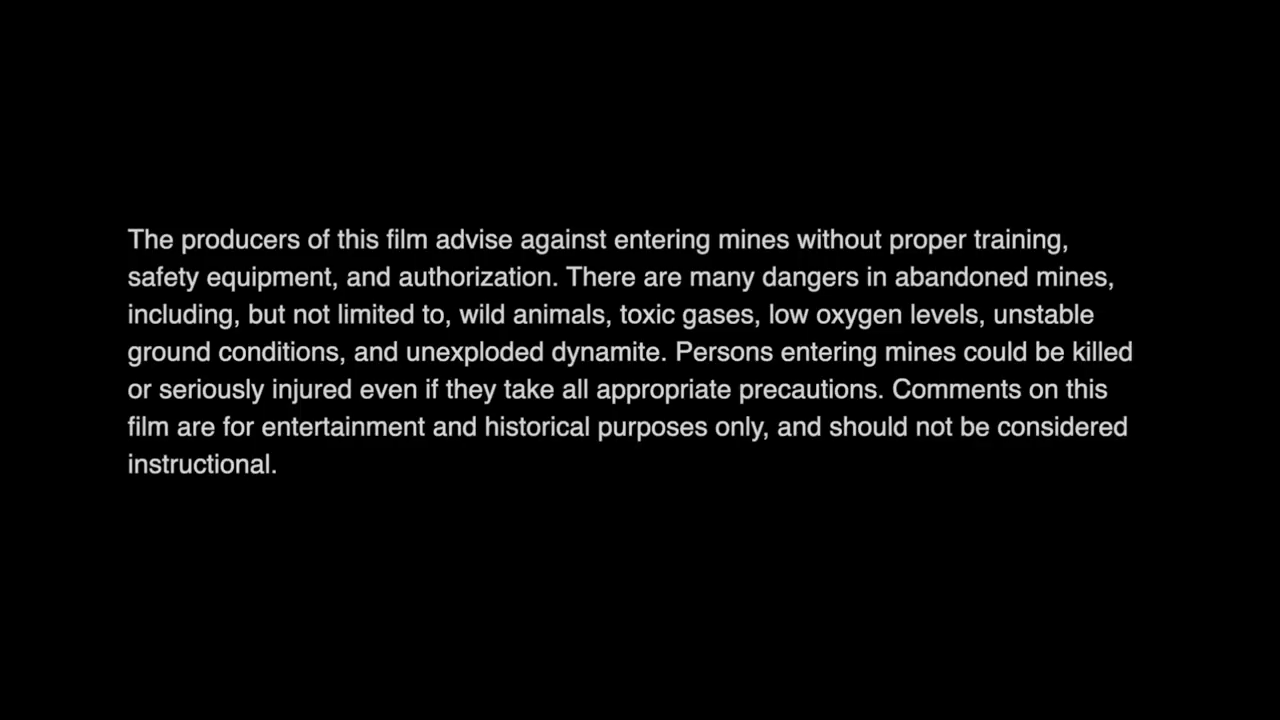 The producers of this film advise against entering mines without proper training,
safety equipment, and authorization. There are many dangers in abandoned mines,
including, but not limited to, wild animals, toxic gases, low oxygen levels, unstable
ground conditions, and unexploded dynamite. Persons entering mines could be killed
or seriously injured even if they take all appropriate precautions. Comments on this
film are for entertainment and historical purposes only, and should not be considered
instructional.